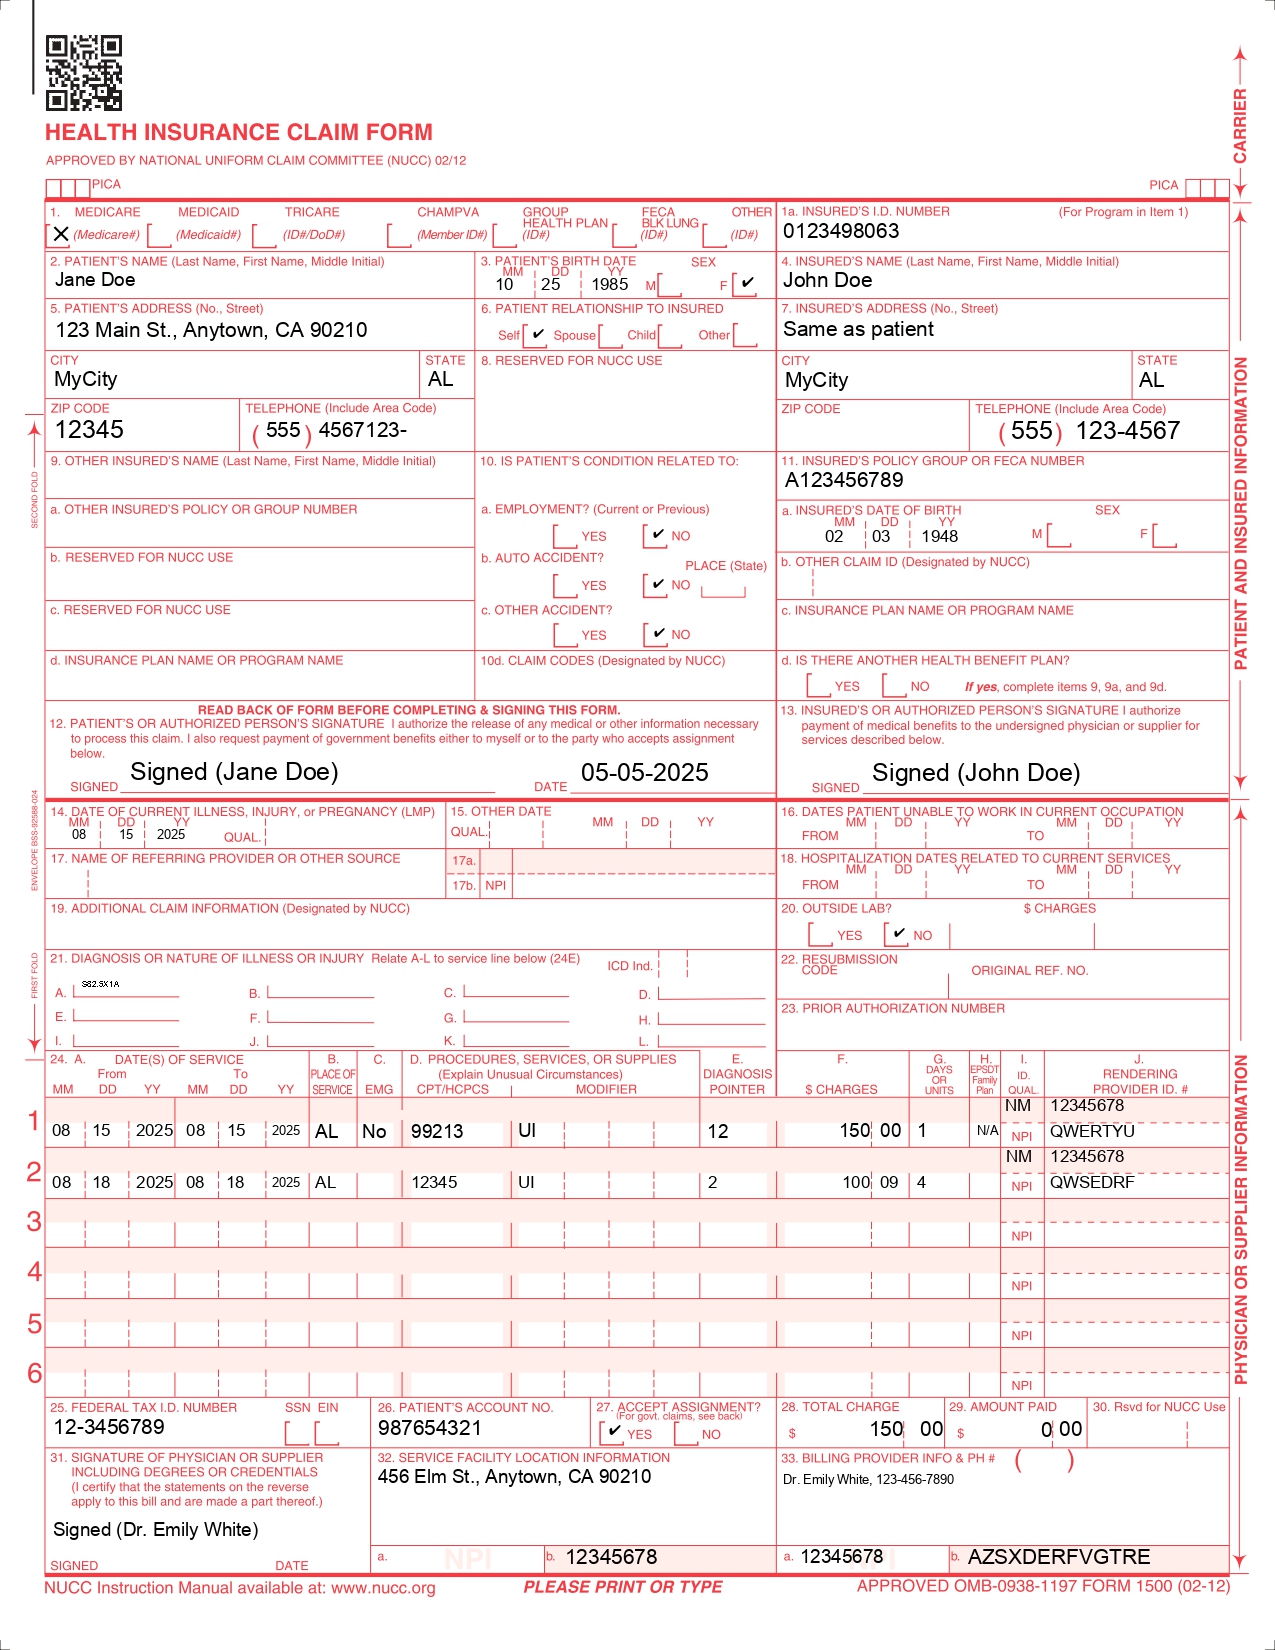 HEALTH INSURANCE CLAIM FORM
APPROVED BY NATIONAL UNIFORM CLAIM COMMITTEE (NUCC) 02/12
PICA
PICA
CARRIER
1. MEDICARE MEDICAID TRICARE CHAMPVA GROUP HEALTH PLAN FECA BLK LUNG OTHER
X (Medicare#) (Medicaid#) (ID#/DoD#) (Member ID#) (ID#) (ID#) (ID#)
1a. INSURED'S I.D. NUMBER (For Program in Item 1)
0123498063
2. PATIENT'S NAME (Last Name, First Name, Middle Initial)
Jane Doe
3. PATIENT'S BIRTH DATE SEX
MM DD YY
10 25 1985 M F ✔
4. INSURED'S NAME (Last Name, First Name, Middle Initial)
John Doe
5. PATIENT'S ADDRESS (No., Street)
123 Main St., Anytown, CA 90210
6. PATIENT RELATIONSHIP TO INSURED
Self ✔ Spouse Child Other
7. INSURED'S ADDRESS (No., Street)
Same as patient
CITY STATE
MyCity AL
8. RESERVED FOR NUCC USE
CITY STATE
MyCity AL
ZIP CODE TELEPHONE (Include Area Code)
12345 (555) 4567123-
ZIP CODE TELEPHONE (Include Area Code)
(555) 123-4567
9. OTHER INSURED'S NAME (Last Name, First Name, Middle Initial)
10. IS PATIENT'S CONDITION RELATED TO:
11. INSURED'S POLICY GROUP OR FECA NUMBER
A123456789
a. OTHER INSURED'S POLICY OR GROUP NUMBER
a. EMPLOYMENT? (Current or Previous)
YES ✔ NO
a. INSURED'S DATE OF BIRTH SEX
MM DD YY
02 03 1948 M F
b. RESERVED FOR NUCC USE
b. AUTO ACCIDENT? PLACE (State)
YES ✔ NO
b. OTHER CLAIM ID (Designated by NUCC)
c. RESERVED FOR NUCC USE
c. OTHER ACCIDENT?
YES ✔ NO
c. INSURANCE PLAN NAME OR PROGRAM NAME
d. INSURANCE PLAN NAME OR PROGRAM NAME
10d. CLAIM CODES (Designated by NUCC)
d. IS THERE ANOTHER HEALTH BENEFIT PLAN?
YES NO If yes, complete items 9, 9a, and 9d.
READ BACK OF FORM BEFORE COMPLETING & SIGNING THIS FORM.
12. PATIENT'S OR AUTHORIZED PERSON'S SIGNATURE I authorize the release of any medical or other information necessary
to process this claim. I also request payment of government benefits either to myself or to the party who accepts assignment
below.
SIGNED Signed (Jane Doe) DATE 05-05-2025
13. INSURED'S OR AUTHORIZED PERSON'S SIGNATURE I authorize
payment of medical benefits to the undersigned physician or supplier for
services described below.
SIGNED Signed (John Doe)
PATIENT AND INSURED INFORMATION
SECOND FOLD
ENVELOPE BSS-92588-024
FIRST FOLD
14. DATE OF CURRENT ILLNESS, INJURY, or PREGNANCY (LMP)
MM DD YY
08 15 2025 QUAL.
15. OTHER DATE
QUAL. MM DD YY
16. DATES PATIENT UNABLE TO WORK IN CURRENT OCCUPATION
MM DD YY MM DD YY
FROM TO
17. NAME OF REFERRING PROVIDER OR OTHER SOURCE
17a.
17b. NPI
18. HOSPITALIZATION DATES RELATED TO CURRENT SERVICES
MM DD YY MM DD YY
FROM TO
19. ADDITIONAL CLAIM INFORMATION (Designated by NUCC)
20. OUTSIDE LAB? $ CHARGES
YES ✔ NO
21. DIAGNOSIS OR NATURE OF ILLNESS OR INJURY Relate A-L to service line below (24E) ICD Ind.
A. S82.5X1A B. C. D.
E. F. G. H.
I. J. K. L.
22. RESUBMISSION CODE ORIGINAL REF. NO.
23. PRIOR AUTHORIZATION NUMBER
24. A. DATE(S) OF SERVICE B. C. D. PROCEDURES, SERVICES, OR SUPPLIES E. F. G. H. I. J.
From To PLACE OF (Explain Unusual Circumstances) DIAGNOSIS DAYS OR EPSDT Family ID. RENDERING
MM DD YY MM DD YY SERVICE EMG CPT/HCPCS MODIFIER POINTER $ CHARGES UNITS Plan QUAL. PROVIDER ID. #
NM 12345678
1 08 15 2025 08 15 2025 AL No 99213 UI 12 150 00 1 N/A NPI QWERTYU
NM 12345678
2 08 18 2025 08 18 2025 AL 12345 UI 2 100 09 4 NPI QWSEDRF
3 NPI
4 NPI
5 NPI
6 NPI
PHYSICIAN OR SUPPLIER INFORMATION
25. FEDERAL TAX I.D. NUMBER SSN EIN
12-3456789
26. PATIENT'S ACCOUNT NO.
987654321
27. ACCEPT ASSIGNMENT?
(For govt. claims, see back)
✔ YES NO
28. TOTAL CHARGE
$ 150 00
29. AMOUNT PAID
$ 0 00
30. Rsvd for NUCC Use
31. SIGNATURE OF PHYSICIAN OR SUPPLIER
INCLUDING DEGREES OR CREDENTIALS
(I certify that the statements on the reverse
apply to this bill and are made a part thereof.)
Signed (Dr. Emily White)
SIGNED DATE
32. SERVICE FACILITY LOCATION INFORMATION
456 Elm St., Anytown, CA 90210
a. NPI b. 12345678
33. BILLING PROVIDER INFO & PH # ( )
Dr. Emily White, 123-456-7890
a. 12345678 b. AZSXDERFVGTRE
NUCC Instruction Manual available at: www.nucc.org
PLEASE PRINT OR TYPE
APPROVED OMB-0938-1197 FORM 1500 (02-12)